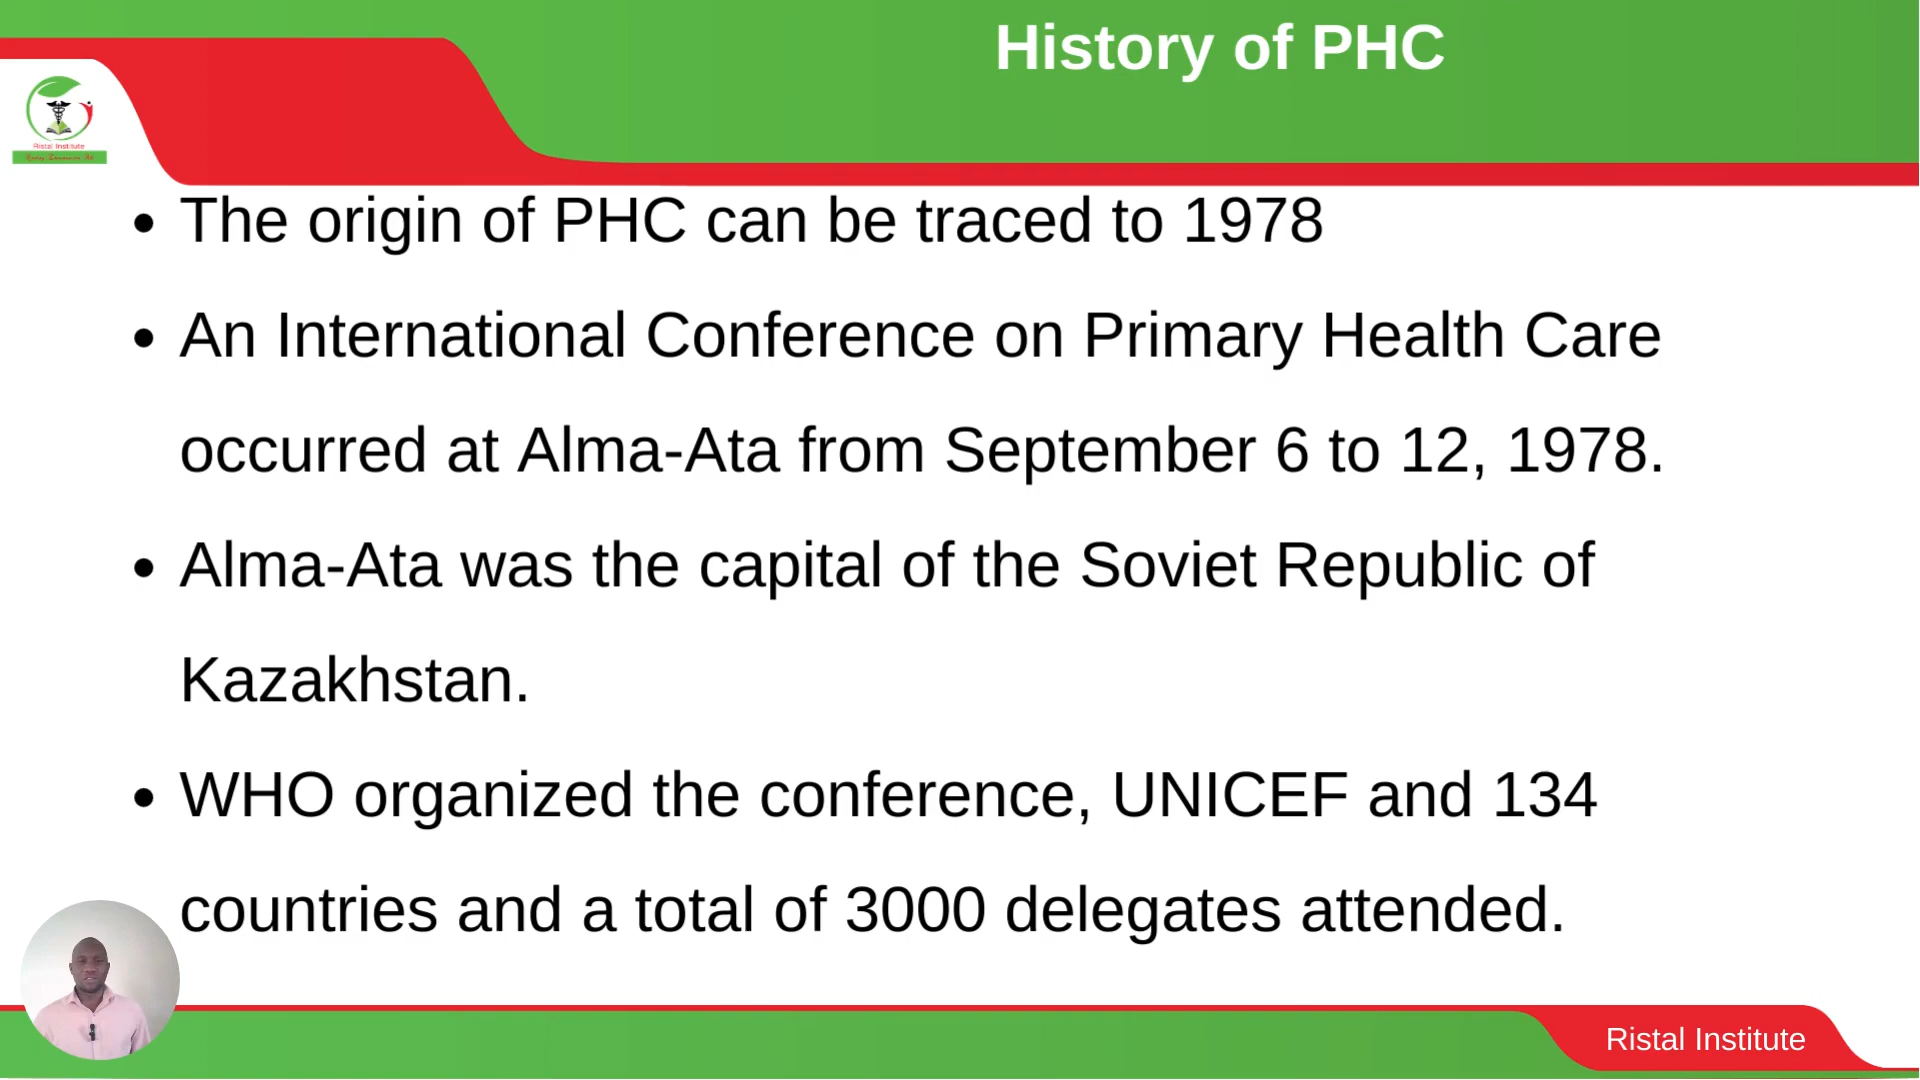 History of PHC
Ristal Institute
• The origin of PHC can be traced to 1978
• An International Conference on Primary Health Care
occurred at Alma-Ata from September 6 to 12, 1978.
• Alma-Ata was the capital of the Soviet Republic of
Kazakhstan.
• WHO organized the conference, UNICEF and 134
countries and a total of 3000 delegates attended.
Ristal Institute